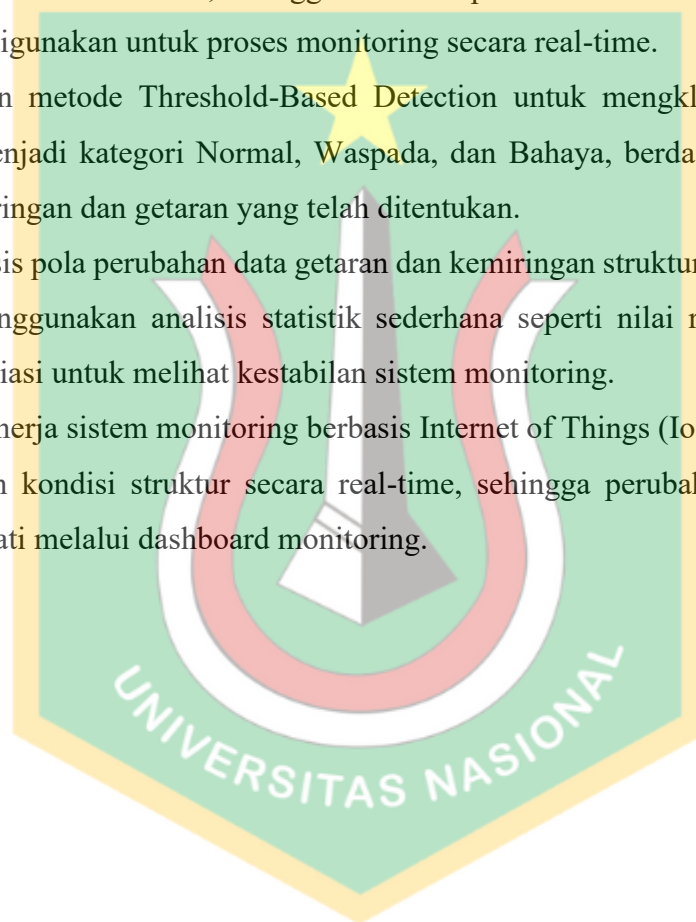 igunakan untuk proses monitoring secara real-time.
n metode Threshold-Based Detection untuk mengkl
enjadi kategori Normal, Waspada, dan Bahaya, berda
ringan dan getaran yang telah ditentukan.
sis pola perubahan data getaran dan kemiringan struktur
nggunakan analisis statistik sederhana seperti nilai r
iasi untuk melihat kestabilan sistem monitoring.
nerja sistem monitoring berbasis Internet of Things (Io
n kondisi struktur secara real-time, sehingga perubah
ati melalui dashboard monitoring.
UNIVERSITAS NASIONAL